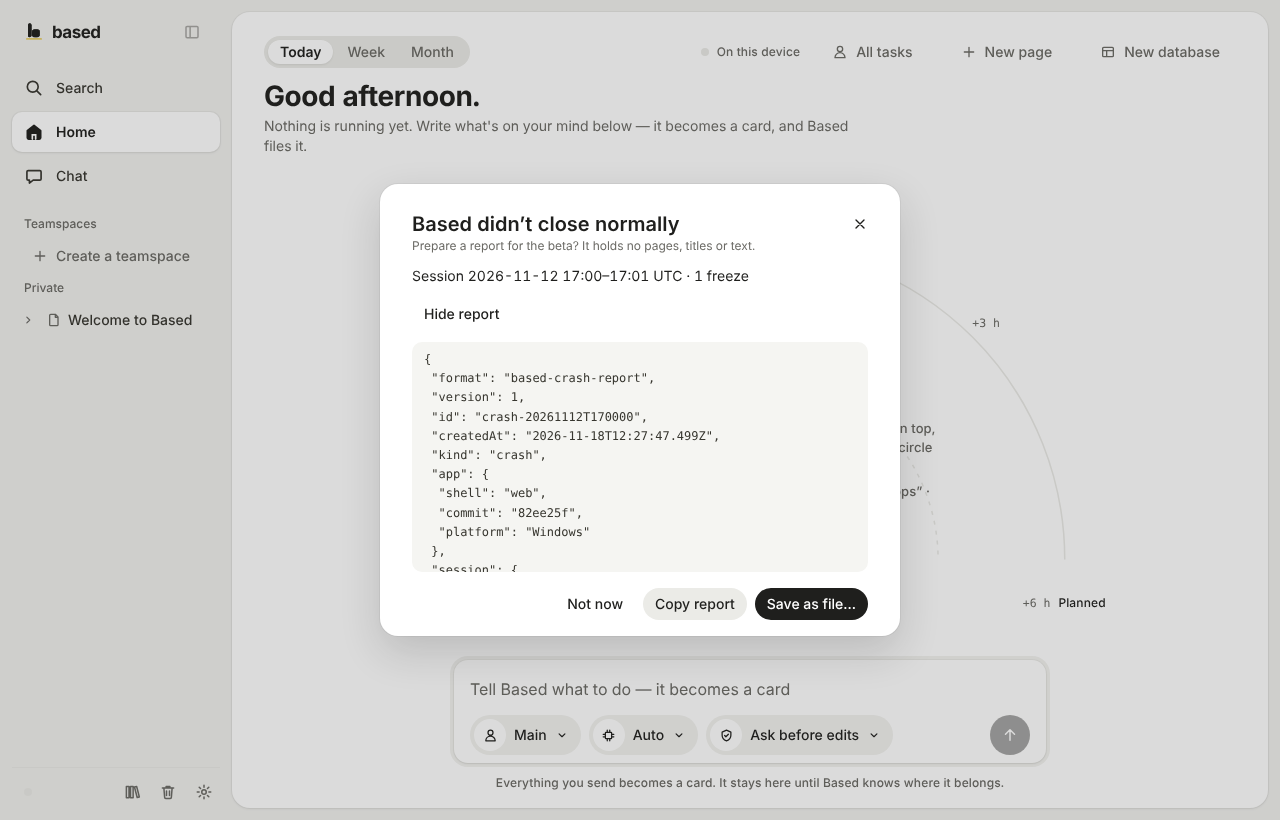 based
Search
Home
Chat
Teamspaces
Create a teamspace
Private
Welcome to Based
Today Week Month
On this device
All tasks
New page
New database
Good afternoon.
Nothing is running yet. Write what's on your mind below — it becomes a card, and Based
files it.
Based didn’t close normally
Prepare a report for the beta? It holds no pages, titles or text.
Session 2026-11-12 17:00–17:01 UTC · 1 freeze
Hide report
{
"format": "based-crash-report",
"version": 1,
"id": "crash-20261112T170000",
"createdAt": "2026-11-18T12:27:47.499Z",
"kind": "crash",
"app": {
"shell": "web",
"commit": "82ee25f",
"platform": "Windows"
},
"session": {
Not now
Copy report
Save as file…
+3 h
n top,
circle
ps” ·
+6 h Planned
Tell Based what to do — it becomes a card
Main
Auto
Ask before edits
Everything you send becomes a card. It stays here until Based knows where it belongs.